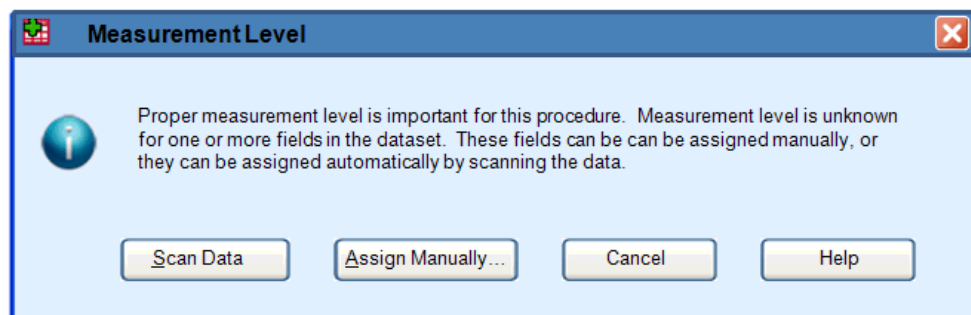 Measurement Level
Proper measurement level is important for this procedure.  Measurement level is unknown
for one or more fields in the dataset.  These fields can be can be assigned manually, or
they can be assigned automatically by scanning the data.
Scan Data
Assign Manually...
Cancel
Help